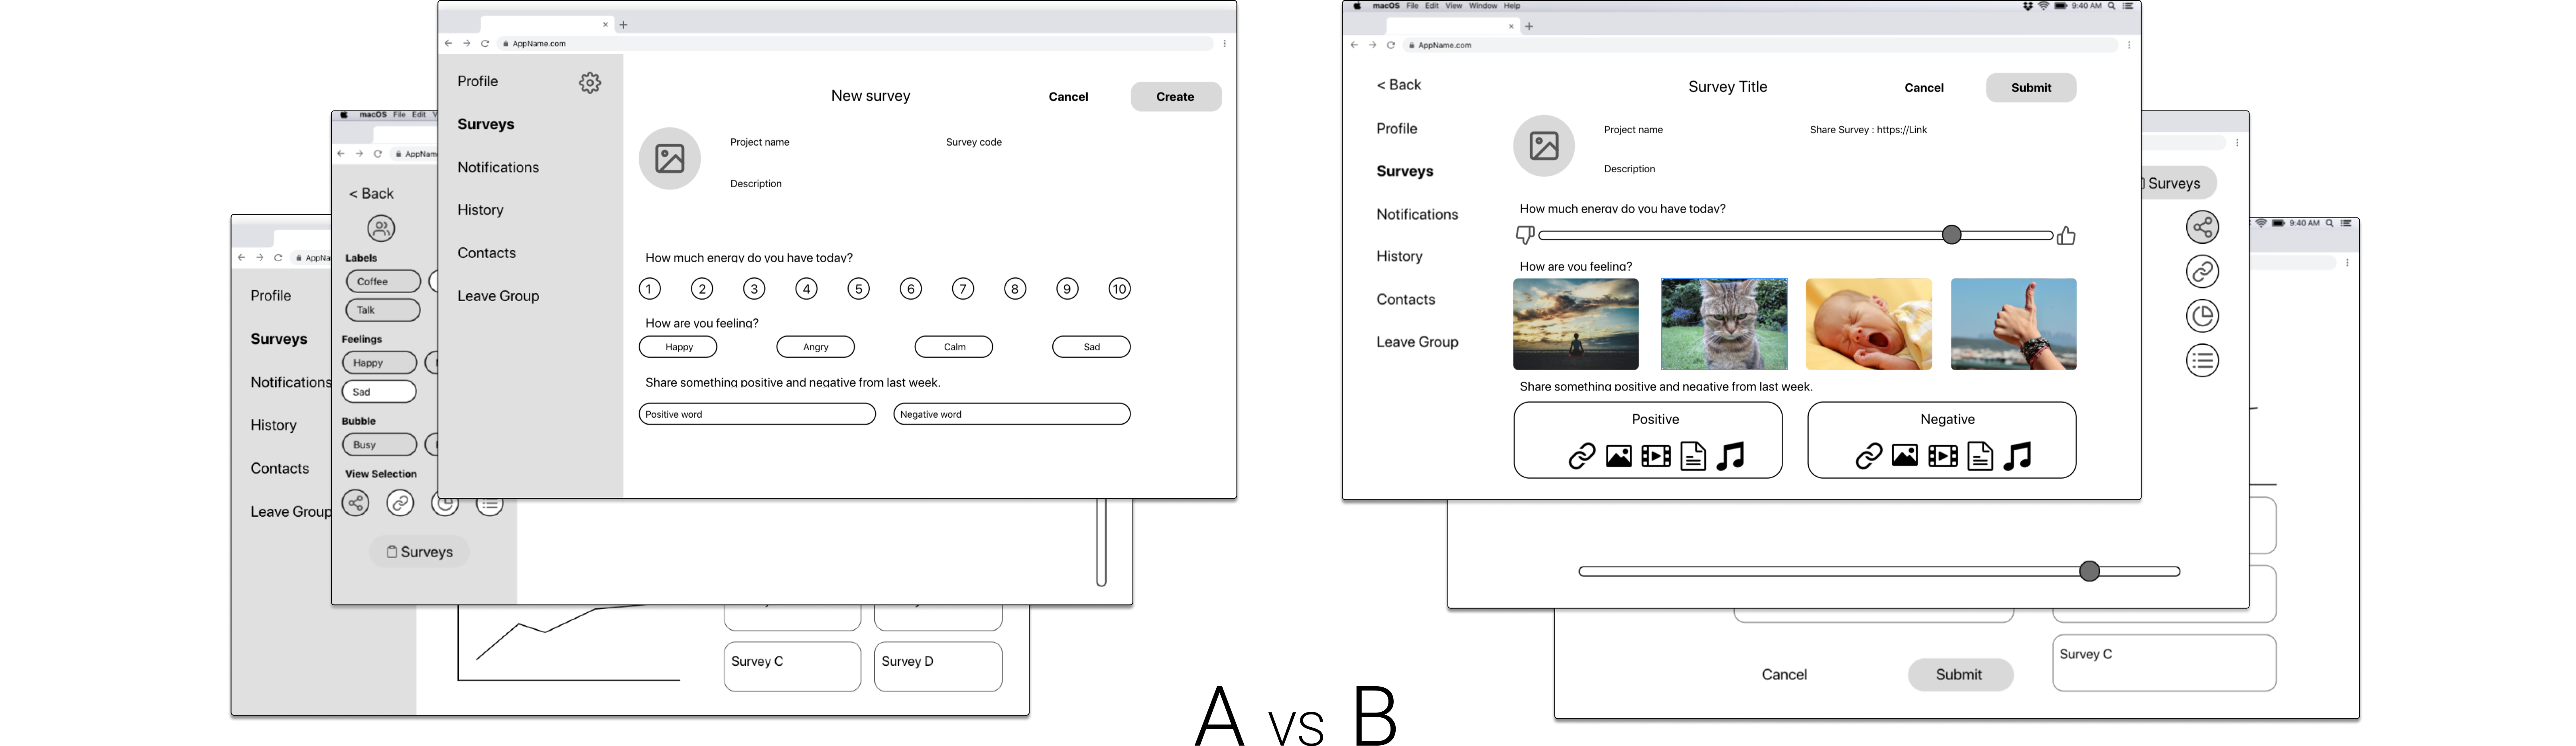 AppName.com
Profile
Surveys
Notifications
History
Contacts
Leave Group
New survey
Cancel
Create
Project name
Survey code
Description
How much energy do you have today?
1 2 3 4 5 6 7 8 9 10
How are you feeling?
Happy Angry Calm Sad
Share something positive and negative from last week.
Positive word
Negative word
macOS File Edit
< Back
Labels
Coffee
Talk
Feelings
Happy
Sad
Bubble
Busy
View Selection
Surveys
Profile
Surveys
Notifications
History
Contacts
Leave Group
Survey C
Survey D
A vs B
macOS File Edit View Window Help
9:40 AM
AppName.com
< Back
Profile
Surveys
Notifications
History
Contacts
Leave Group
Survey Title
Cancel
Submit
Project name
Share Survey : https://Link
Description
How much energy do you have today?
How are you feeling?
Share something positive and negative from last week.
Positive
Negative
Surveys
9:40 AM
Cancel
Submit
Survey C